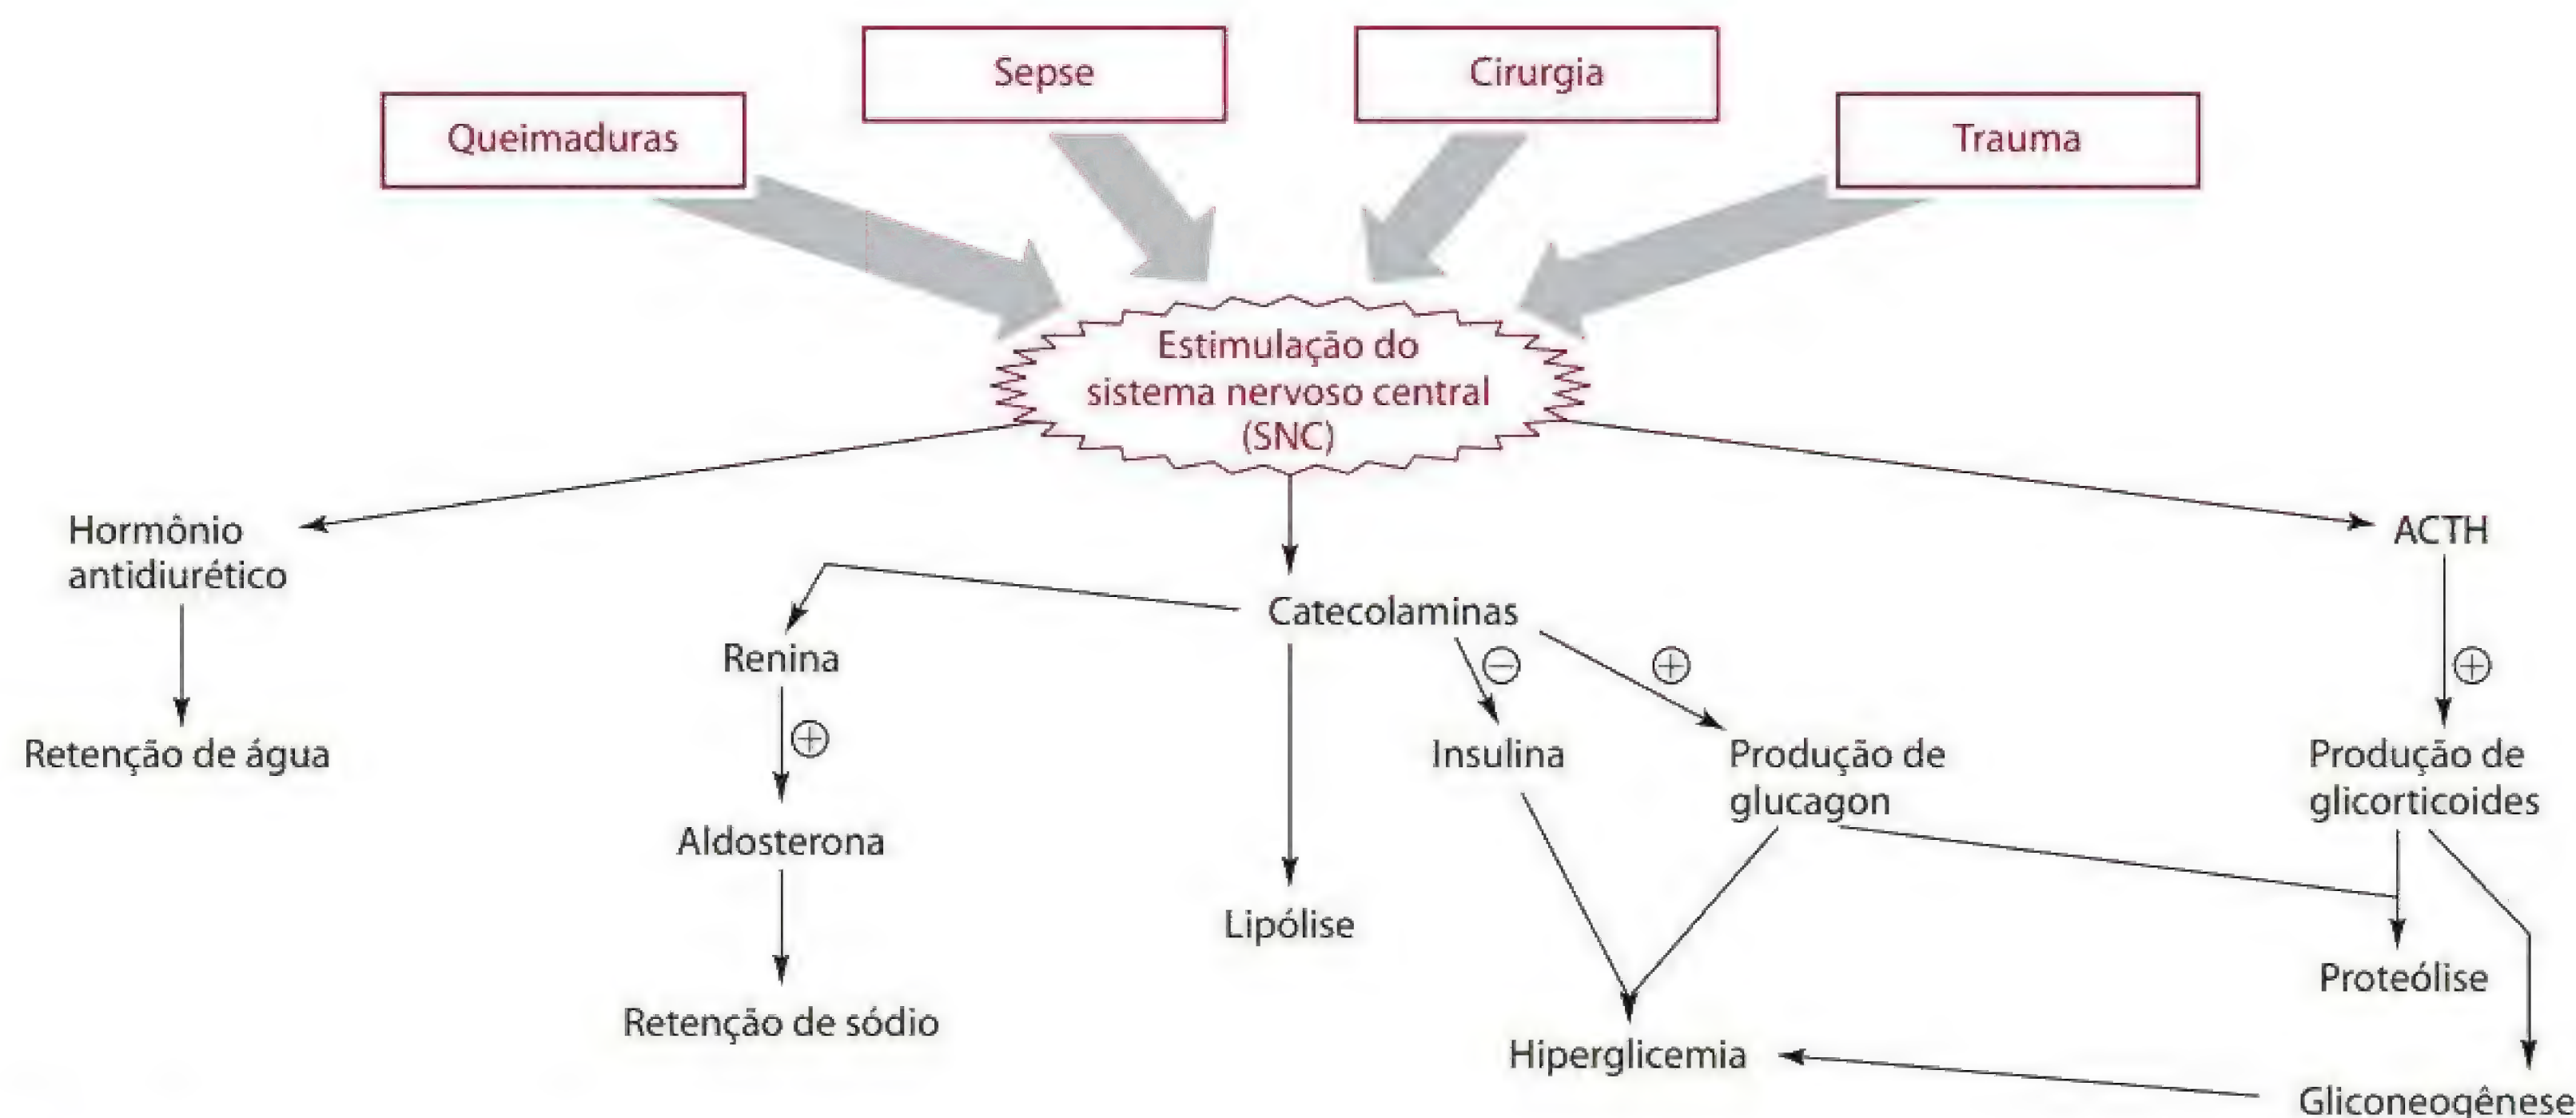 Sepse
Cirurgia
Queimaduras
Trauma
Estimulação do
sistema nervoso central
(SNC)
Hormônio
antidiurético
ACTH
Catecolaminas
Renina
−
+
+
+
Retenção de água
Insulina
Produção de
glucagon
Produção de
glicorticoides
Aldosterona
Lipólise
Proteólise
Retenção de sódio
Hiperglicemia
Gliconeogênese